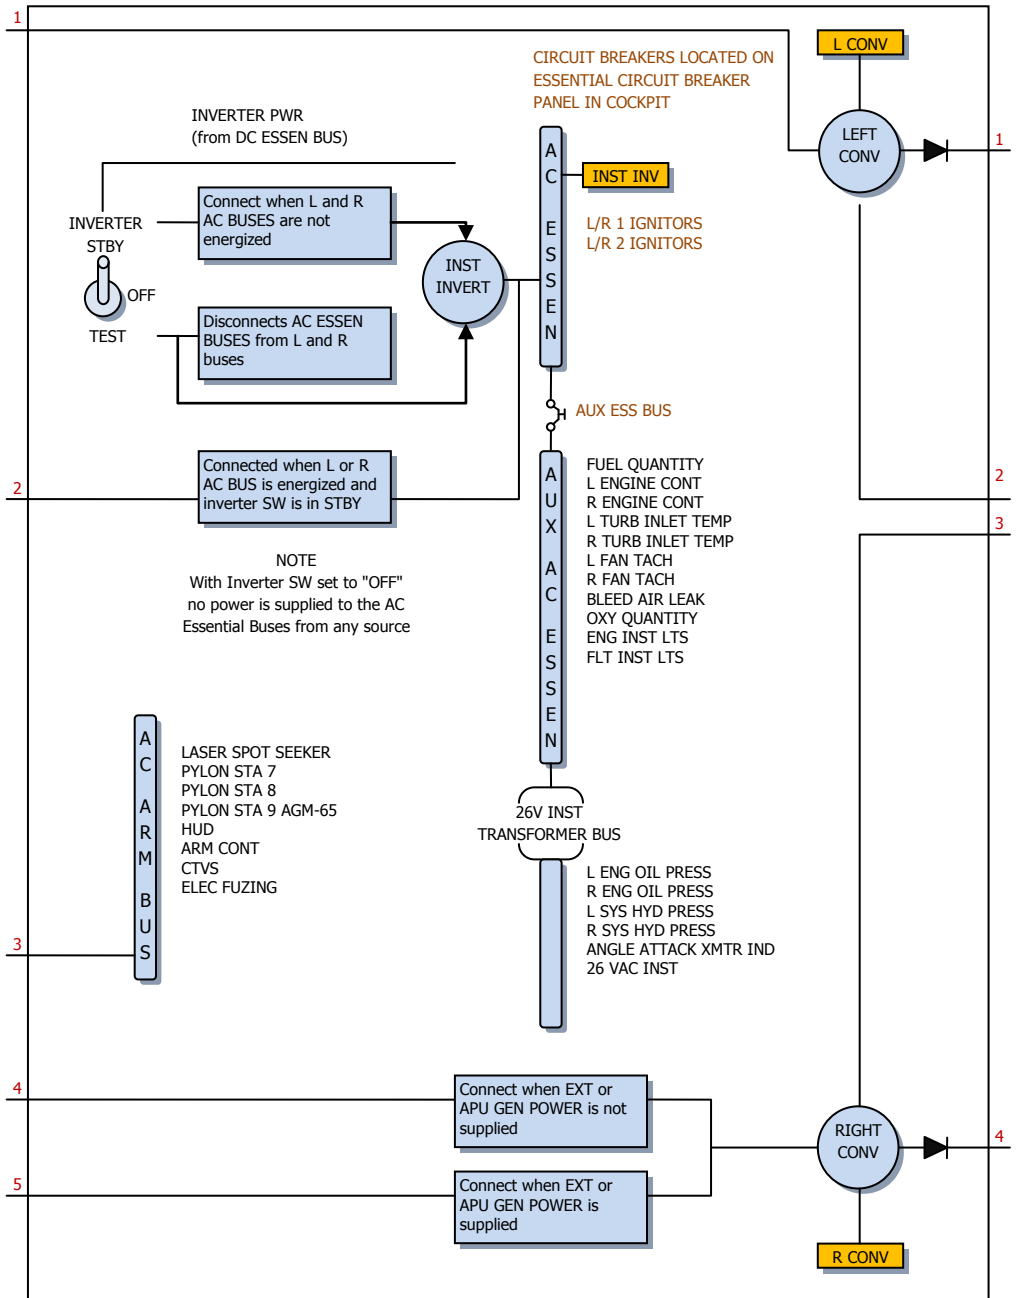 1
L CONV
CIRCUIT BREAKERS LOCATED ON
ESSENTIAL CIRCUIT BREAKER
PANEL IN COCKPIT
INVERTER PWR
(from DC ESSEN BUS)
LEFT
CONV
1
AC ESSEN
INST INV
Connect when L and R
AC BUSES are not
energized
INVERTER
STBY
OFF
TEST
L/R 1 IGNITORS
L/R 2 IGNITORS
INST
INVERT
Disconnects AC ESSEN
BUSES from L and R
buses
AUX ESS BUS
2
Connected when L or R
AC BUS is energized and
inverter SW is in STBY
AUX AC ESSEN
FUEL QUANTITY
L ENGINE CONT
R ENGINE CONT
L TURB INLET TEMP
R TURB INLET TEMP
L FAN TACH
R FAN TACH
BLEED AIR LEAK
OXY QUANTITY
ENG INST LTS
FLT INST LTS
2
3
NOTE
With Inverter SW set to "OFF"
no power is supplied to the AC
Essential Buses from any source
AC ARM BUS
LASER SPOT SEEKER
PYLON STA 7
PYLON STA 8
PYLON STA 9 AGM-65
HUD
ARM CONT
CTVS
ELEC FUZING
26V INST
TRANSFORMER BUS
L ENG OIL PRESS
R ENG OIL PRESS
L SYS HYD PRESS
R SYS HYD PRESS
ANGLE ATTACK XMTR IND
26 VAC INST
3
4
Connect when EXT or
APU GEN POWER is not
supplied
RIGHT
CONV
4
5
Connect when EXT or
APU GEN POWER is
supplied
R CONV